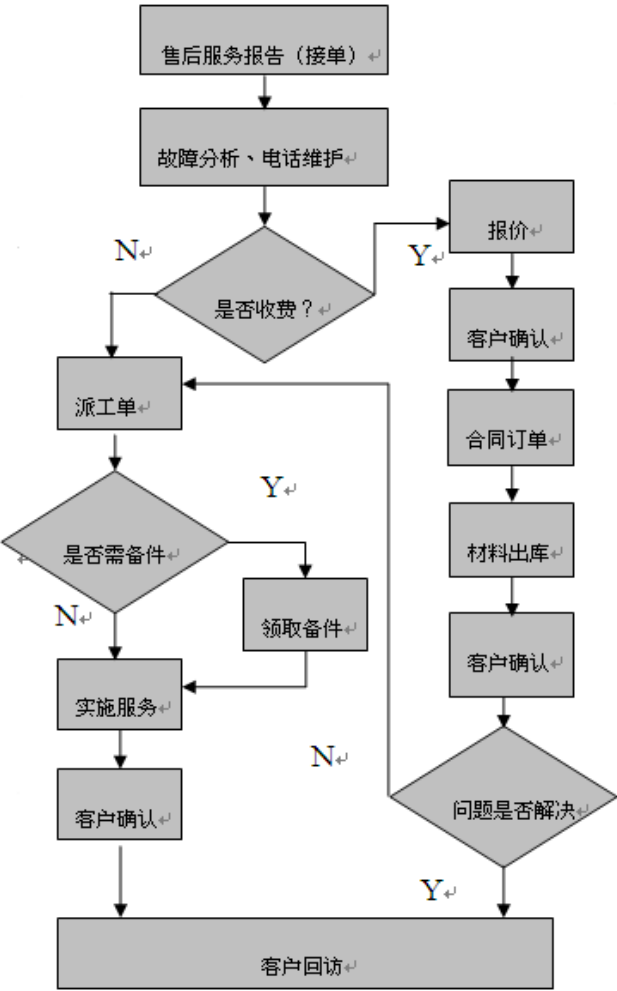 售后服务报告（接单）
故障分析、电话维护
N
Y
报价
是否收费？
客户确认
派工单
合同订单
Y
是否需备件
材料出库
N
领取备件
客户确认
实施服务
N
客户确认
问题是否解决
Y
客户回访